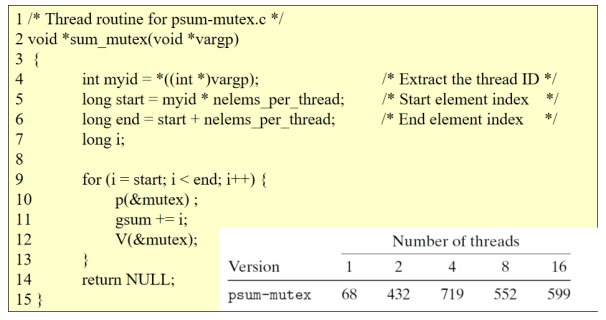 1 /* Thread routine for psum-mutex.c */
2 void *sum_mutex(void *vargp)
3 {
4 int myid = *((int *)vargp); /* Extract the thread ID */
5 long start = myid * nelems_per_thread; /* Start element index */
6 long end = start + nelems_per_thread; /* End element index */
7 long i;
8
9 for (i = start; i < end; i++) {
10 p(&mutex) ;
11 gsum += i;
12 V(&mutex);
13 }
14 return NULL;
15 }
Number of threads
Version 1 2 4 8 16
psum-mutex 68 432 719 552 599